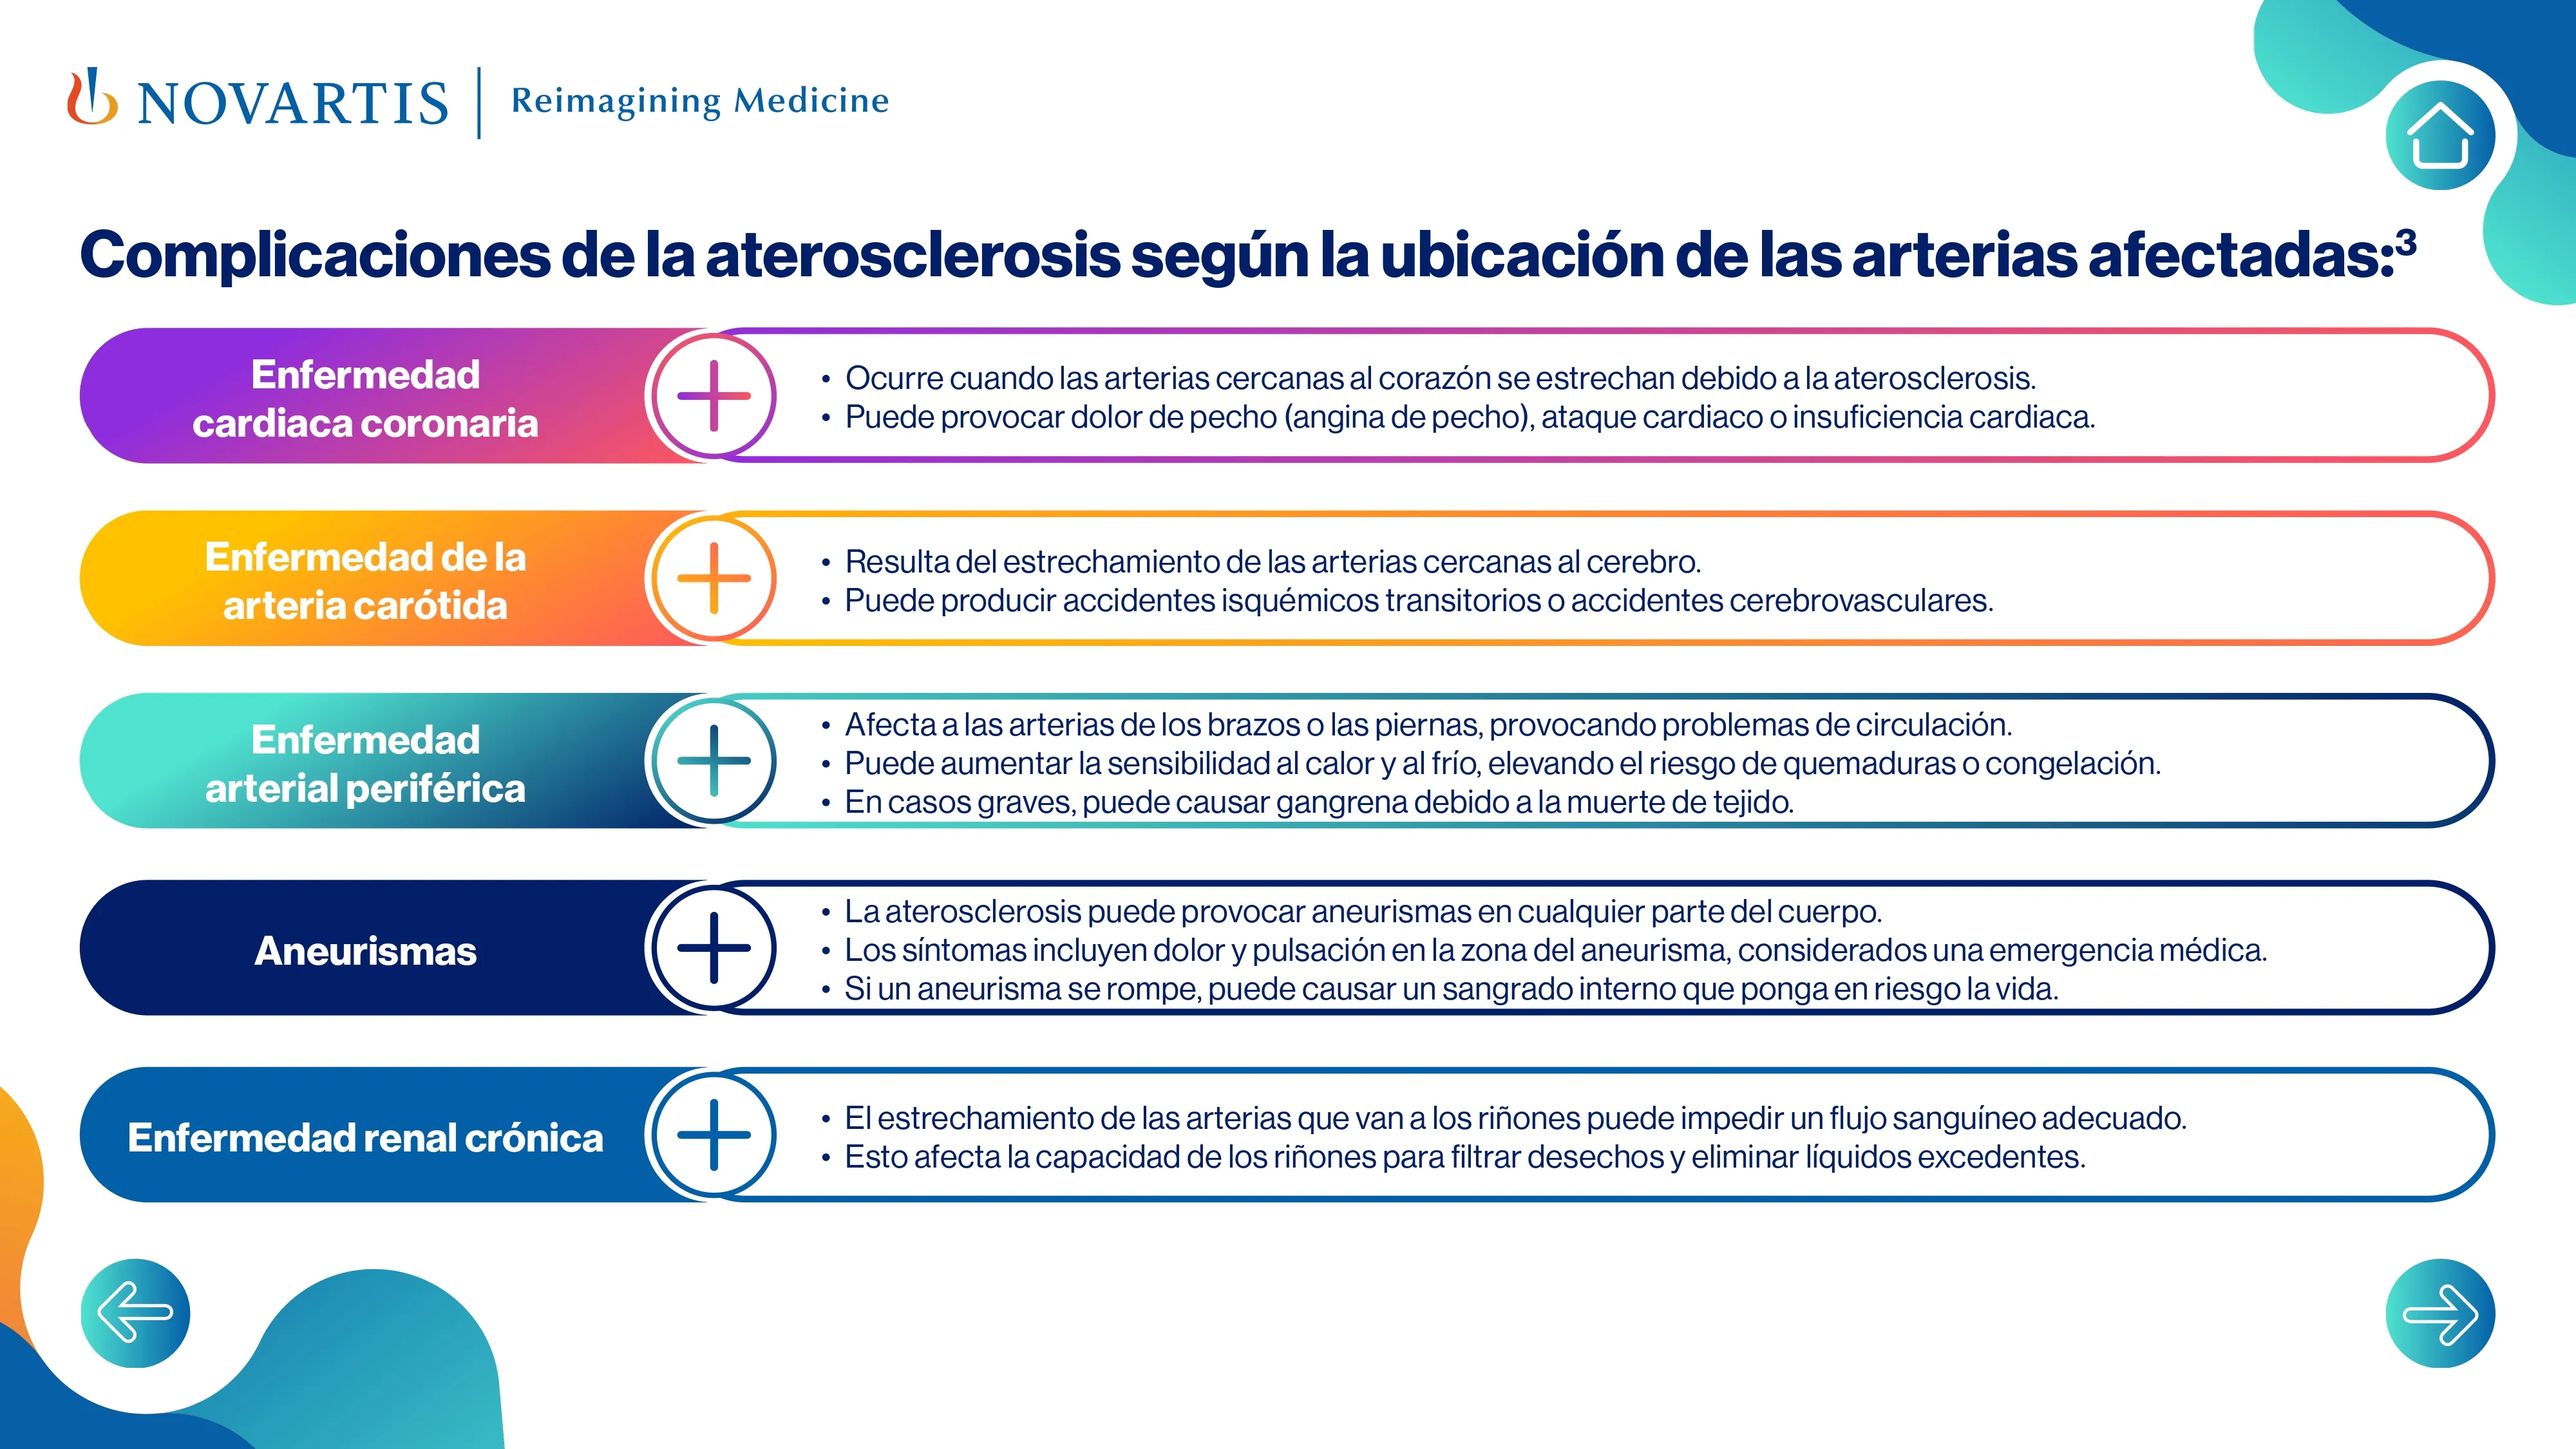 NOVARTIS | Reimagining Medicine
Complicaciones de la aterosclerosis según la ubicación de las arterias afectadas:³
Enfermedad
cardiaca coronaria
• Ocurre cuando las arterias cercanas al corazón se estrechan debido a la aterosclerosis.
• Puede provocar dolor de pecho (angina de pecho), ataque cardiaco o insuficiencia cardiaca.
Enfermedad de la
arteria carótida
• Resulta del estrechamiento de las arterias cercanas al cerebro.
• Puede producir accidentes isquémicos transitorios o accidentes cerebrovasculares.
Enfermedad
arterial periférica
• Afecta a las arterias de los brazos o las piernas, provocando problemas de circulación.
• Puede aumentar la sensibilidad al calor y al frío, elevando el riesgo de quemaduras o congelación.
• En casos graves, puede causar gangrena debido a la muerte de tejido.
Aneurismas
• La aterosclerosis puede provocar aneurismas en cualquier parte del cuerpo.
• Los síntomas incluyen dolor y pulsación en la zona del aneurisma, considerados una emergencia médica.
• Si un aneurisma se rompe, puede causar un sangrado interno que ponga en riesgo la vida.
Enfermedad renal crónica
• El estrechamiento de las arterias que van a los riñones puede impedir un flujo sanguíneo adecuado.
• Esto afecta la capacidad de los riñones para filtrar desechos y eliminar líquidos excedentes.